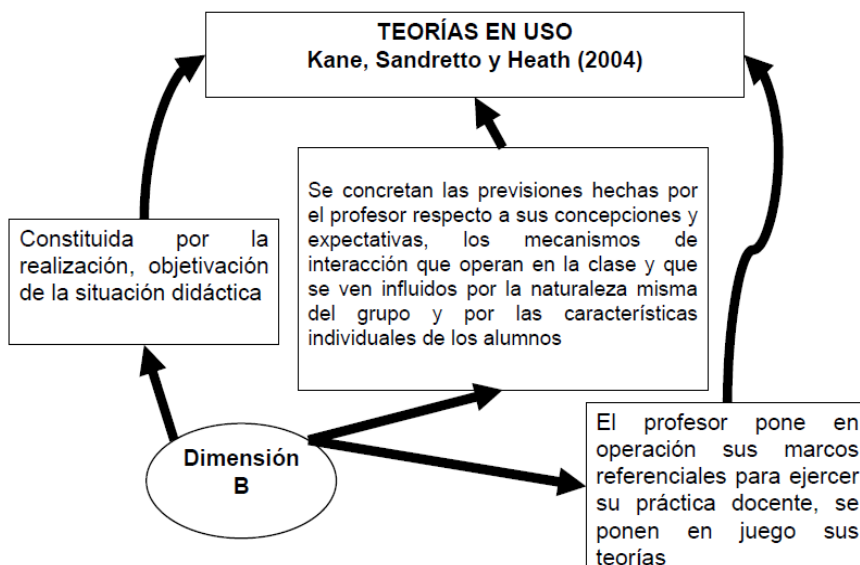 TEORÍAS EN USO
Kane, Sandretto y Heath (2004)
Se concretan las previsiones hechas por
el profesor respecto a sus concepciones y
expectativas, los mecanismos de
interacción que operan en la clase y que
se ven influidos por la naturaleza misma
del grupo y por las características
individuales de los alumnos
Constituida por la
realización, objetivación
de la situación didáctica
Dimensión
B
El profesor pone en
operación sus marcos
referenciales para ejercer
su práctica docente, se
ponen en juego sus
teorías